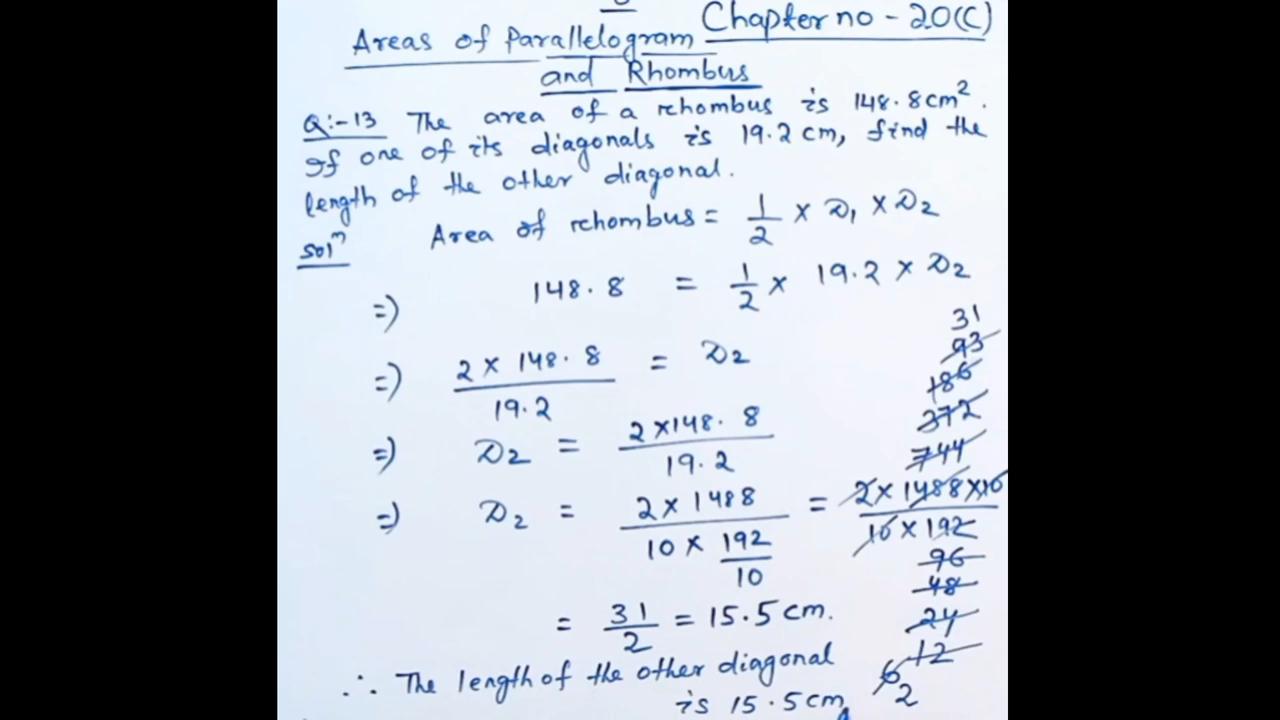 Chapter no - 20(C)
Areas of Parallelogram
and Rhombus
Q:-13 The area of a rehombus is 148.8cm².
If one of its diagonals is 19.2 cm, find the
length of the other diagonal.
Solⁿ Area of rehombus = 1/2 × D₁ × D₂
=) 148.8 = 1/2 × 19.2 × D₂
=) 2 × 148.8 / 19.2 = D₂
=) D₂ = 2 × 148.8 / 19.2
=) D₂ = 2 × 1488 / 10 × 192/10 = 2 × 1488 × 10 / 10 × 192
31
93
186
372
744
96
48
24
12
6
2
= 31/2 = 15.5 cm.
∴ The length of the other diagonal
is 15.5 cm